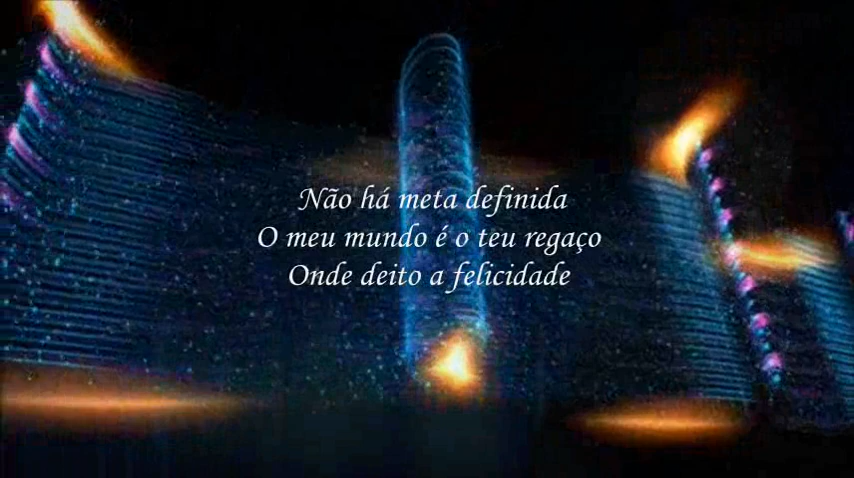 Não há meta definida
O meu mundo é o teu regaço
Onde deito a felicidade